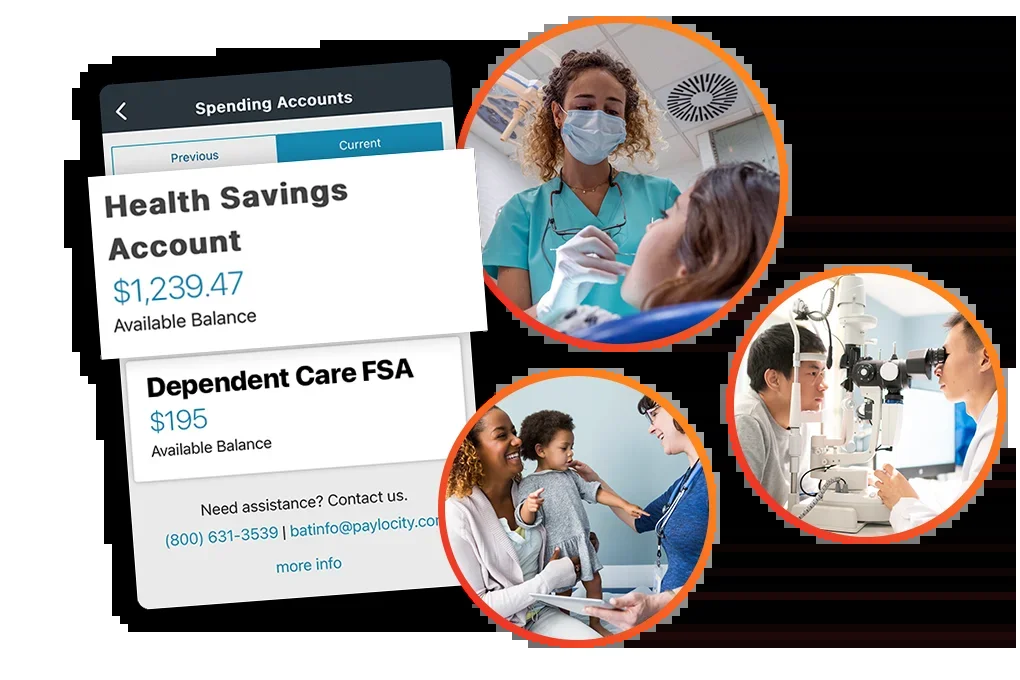 Spending Accounts
Previous
Current
Health Savings
Account
$1,239.47
Available Balance
Dependent Care FSA
$195
Available Balance
Need assistance? Contact us.
(800) 631-3539 | batinfo@paylocity.co
more info